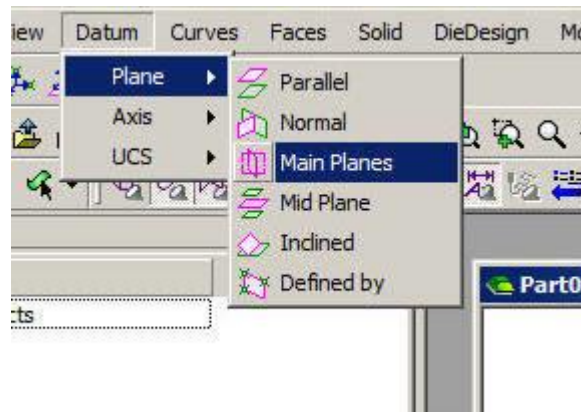 iew Datum Curves Faces Solid DieDesign Mo
Plane
Axis
UCS
Parallel
Normal
Main Planes
Mid Plane
Inclined
Defined by
cts
Part0